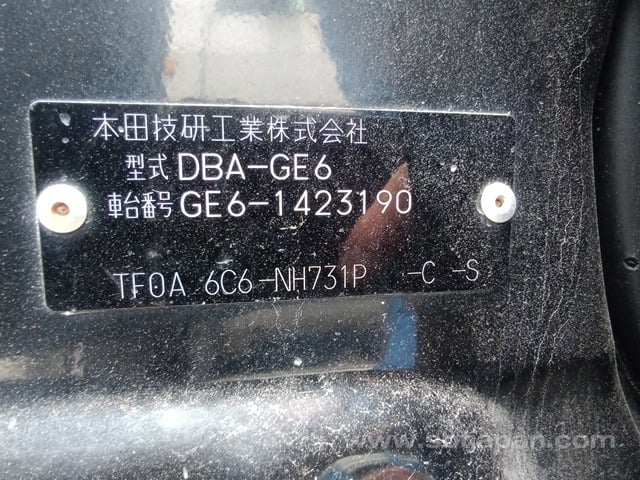 本田技研工業株式会社
型式 DBA-GE6
車台番号 GE6-1423190
TF0A 6C6-NH731P -C -S
www.sbtjapan.com